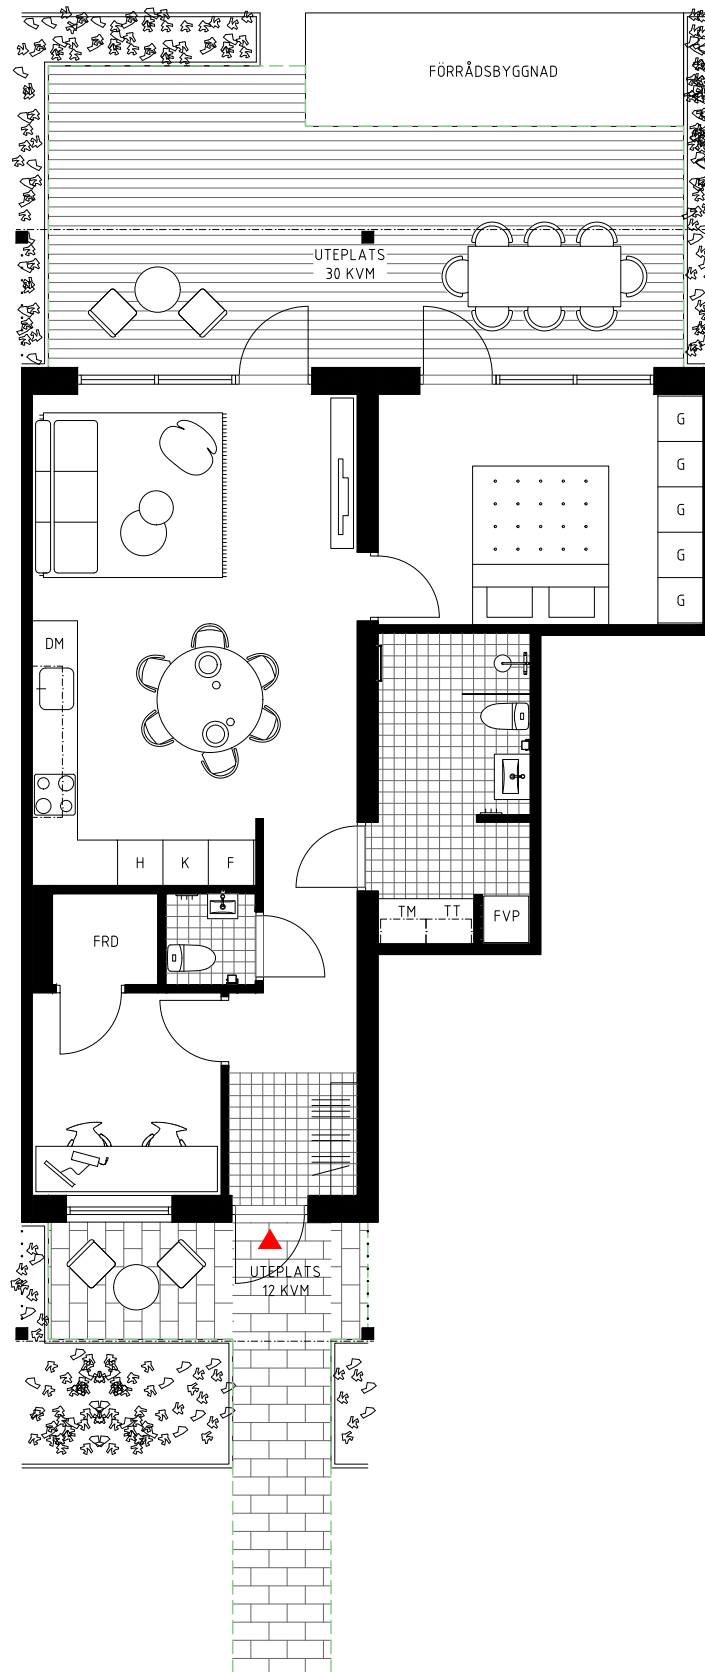 FÖRRÅDSBYGGNAD
UTEPLATS
30 KVM
G
G
G
G
G
DM
H
K
F
TM
TT
FVP
FRD
UTEPLATS
12 KVM